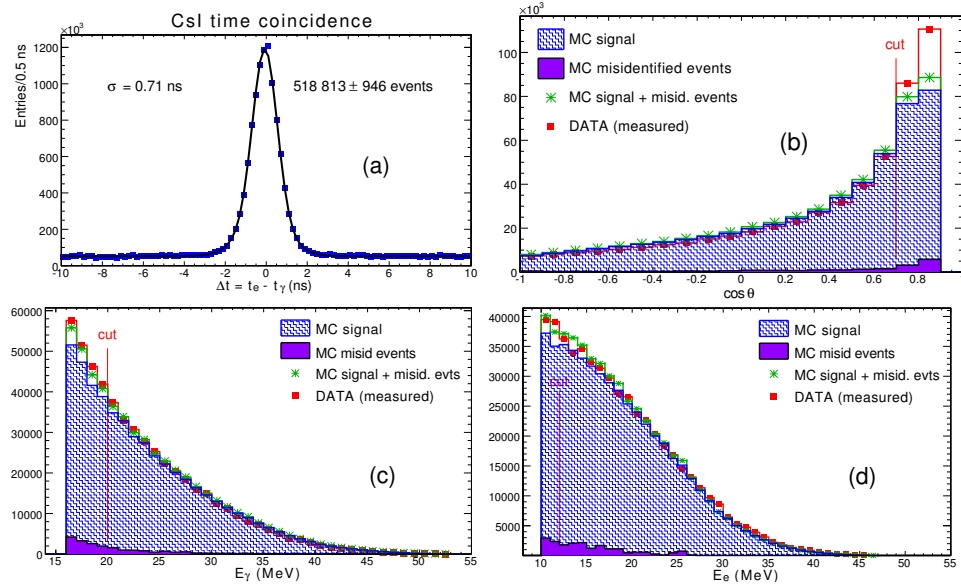 CsI time coincidence
×10³
Entries/0.5 ns
1200
1000
800
600
400
200
0
σ = 0.71 ns
518 813 ± 946 events
(a)
-10 -8 -6 -4 -2 0 2 4 6 8 10
Δt = tₑ - tᵧ (ns)
×10³
100
80
60
40
20
0
MC signal
MC misidentified events
MC signal + misid. events
DATA (measured)
cut
(b)
-1 -0.8 -0.6 -0.4 -0.2 0 0.2 0.4 0.6 0.8 1
cos θ
60000
50000
40000
30000
20000
10000
0
cut
MC signal
MC misid events
MC signal + misid. evts
DATA (measured)
(c)
15 20 25 30 35 40 45 50 55
Eᵧ (MeV)
40000
35000
30000
25000
20000
15000
10000
5000
cut
MC signal
MC misid events
MC signal + misid. evts
DATA (measured)
(d)
10 15 20 25 30 35 40 45 50 55
Eₑ (MeV)